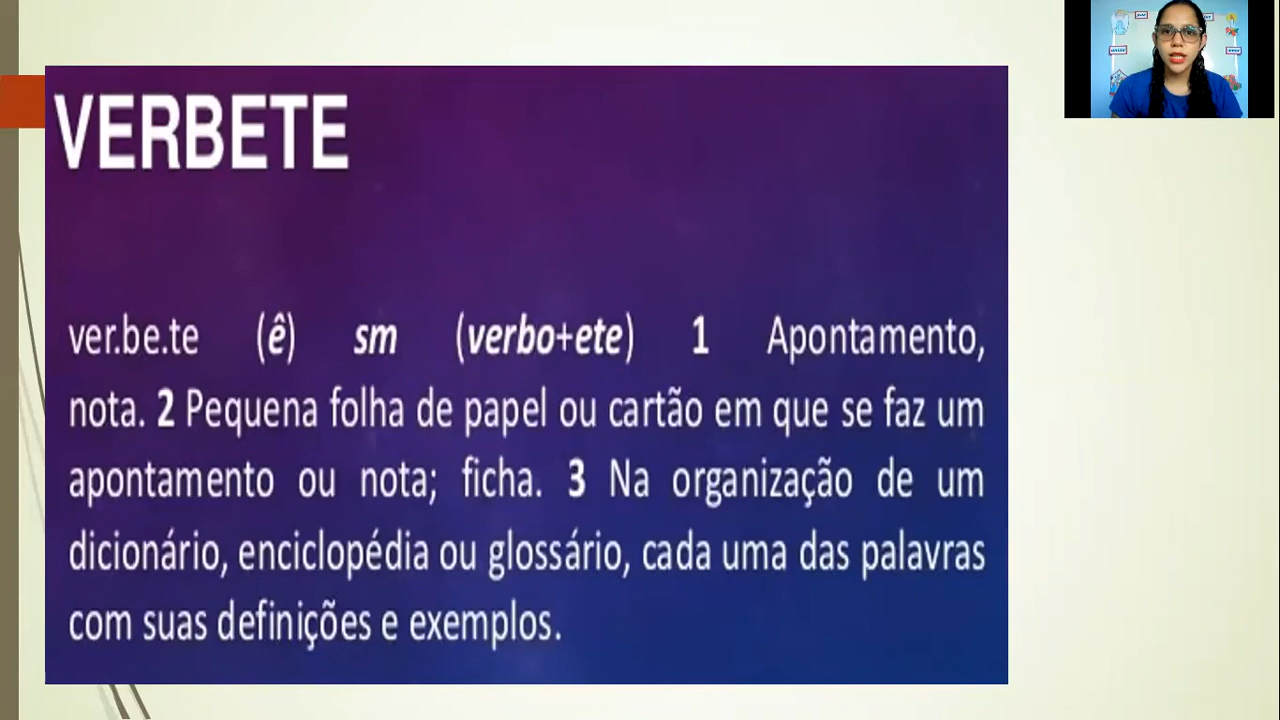 VERBETE
ver.be.te (ê) sm (verbo+ete) 1 Apontamento,
nota. 2 Pequena folha de papel ou cartão em que se faz um
apontamento ou nota; ficha. 3 Na organização de um
dicionário, enciclopédia ou glossário, cada uma das palavras
com suas definições e exemplos.